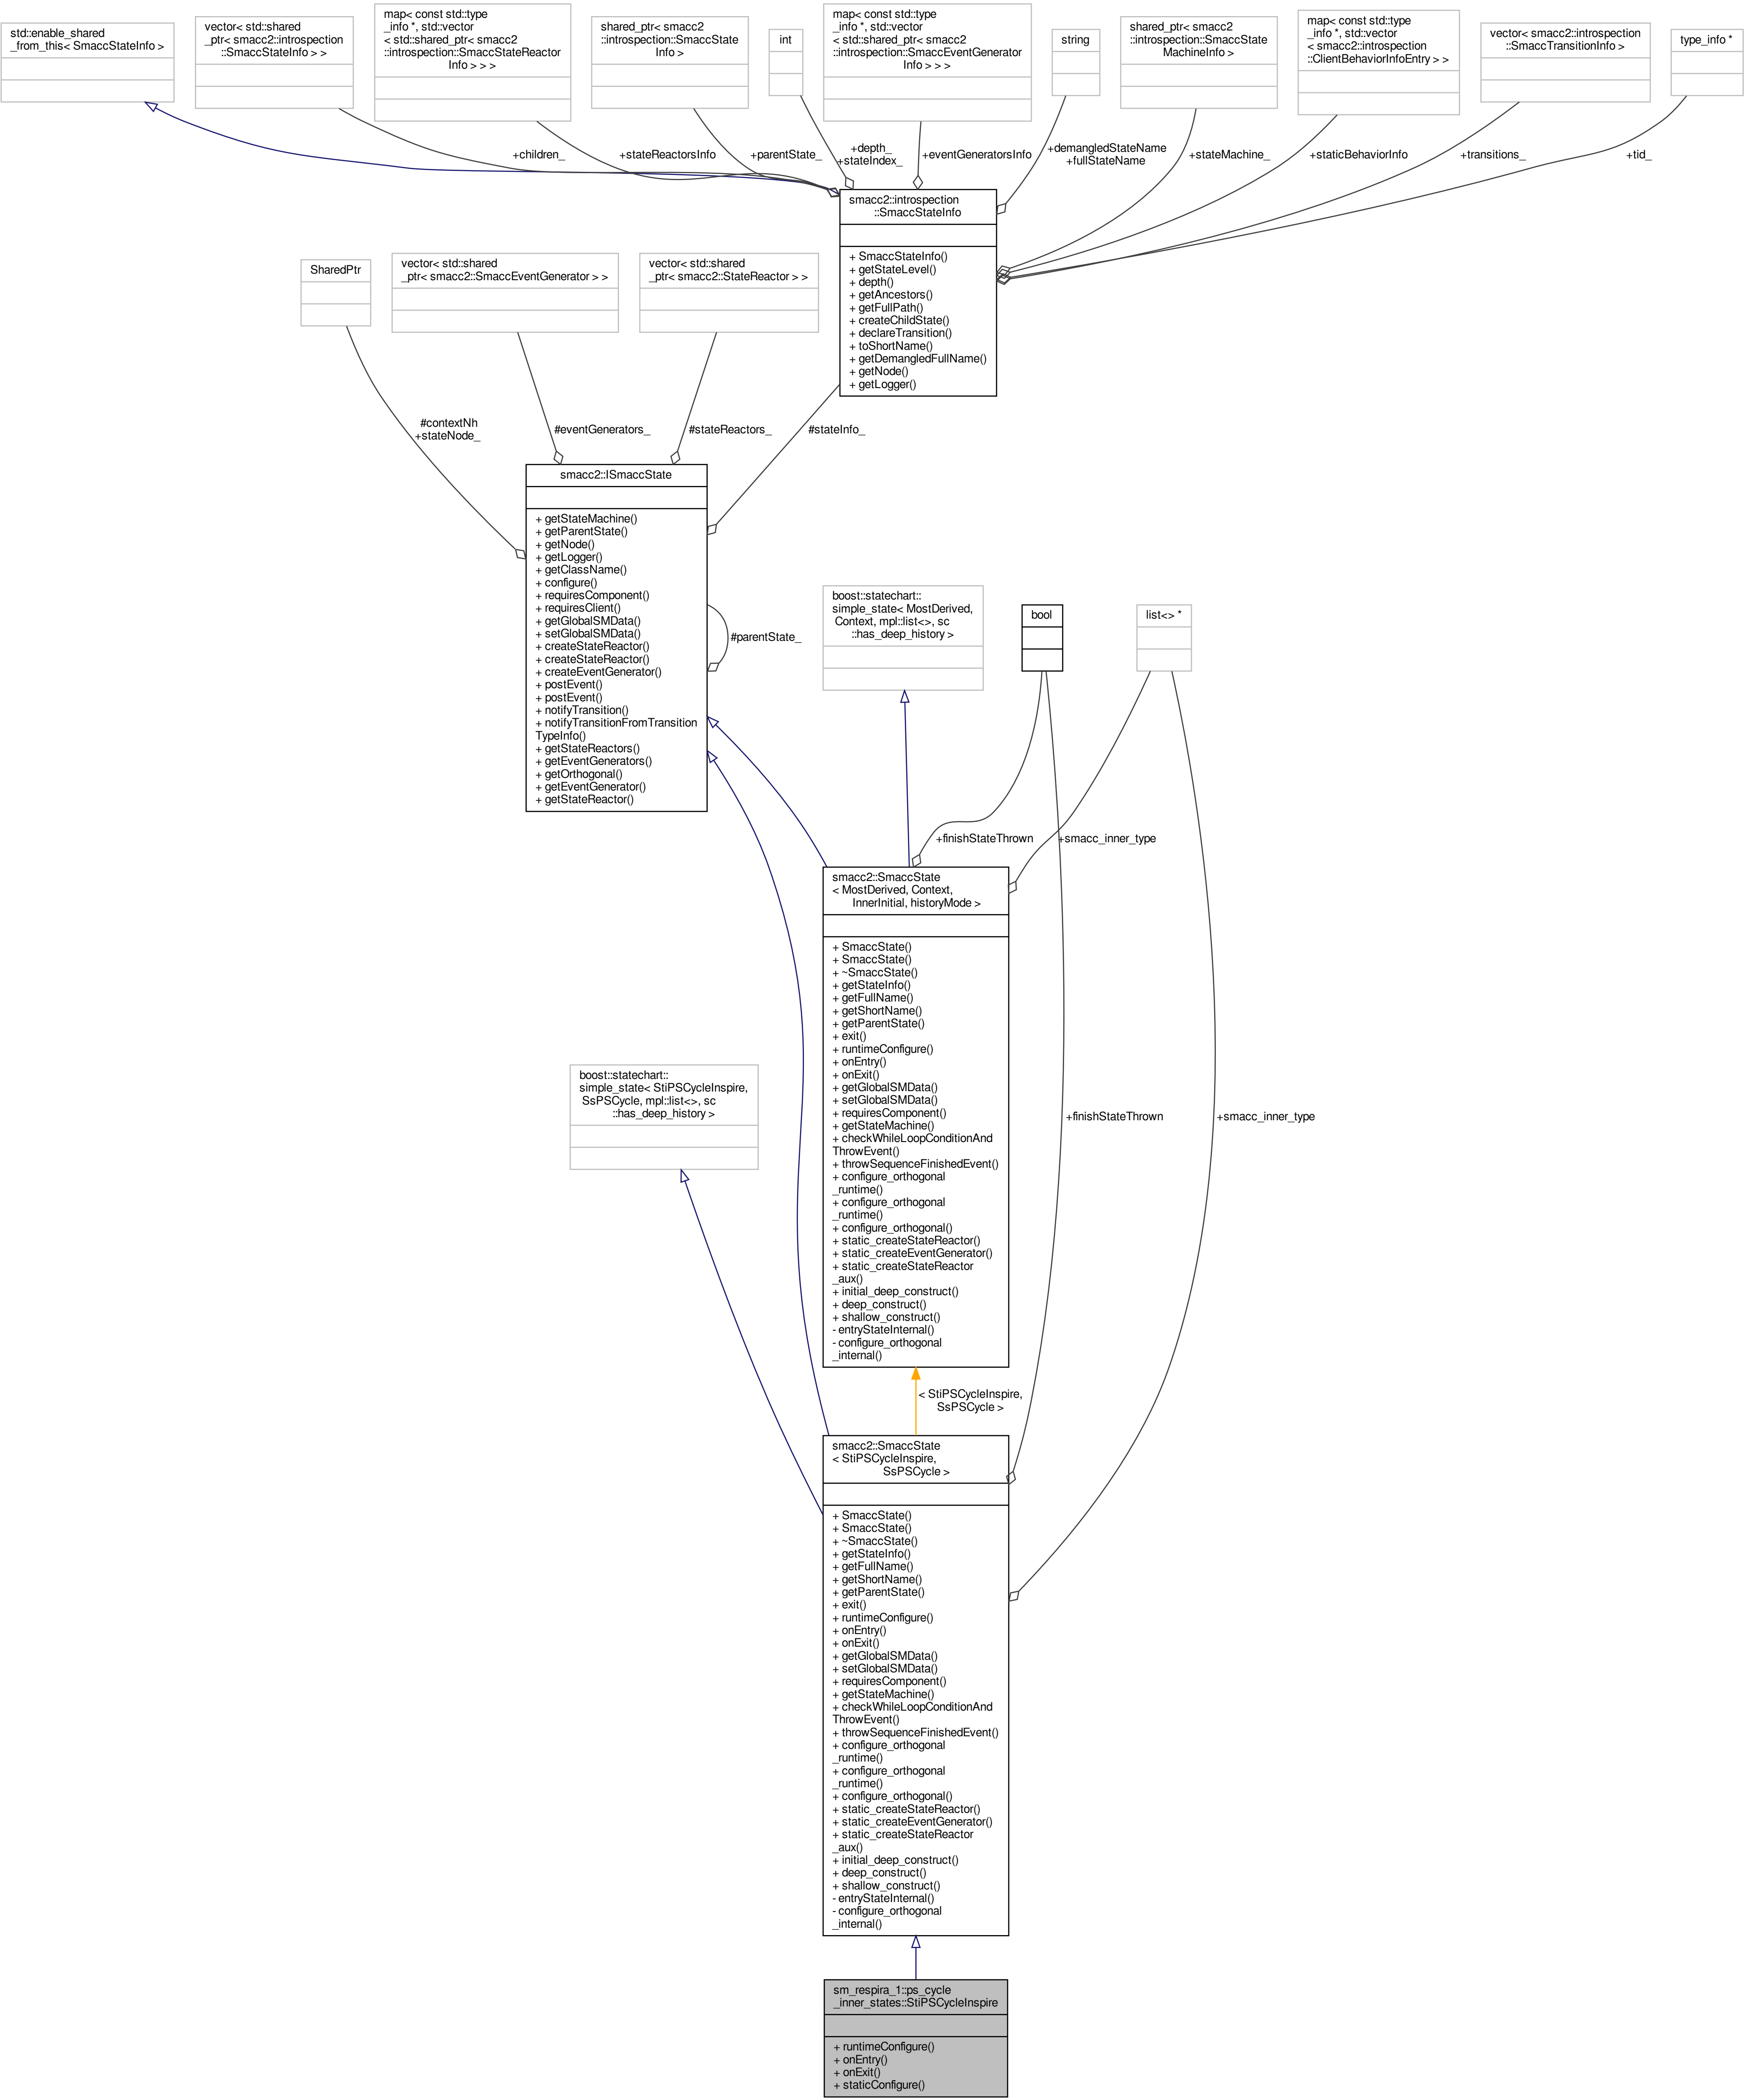 std::enable_shared
_from_this< SmaccStateInfo >
vector< std::shared
_ptr< smacc2::introspection
::SmaccStateInfo > >
map< const std::type
_info *, std::vector
< std::shared_ptr< smacc2
::introspection::SmaccStateReactor
Info > > >
shared_ptr< smacc2
::introspection::SmaccState
Info >
int
map< const std::type
_info *, std::vector
< std::shared_ptr< smacc2
::introspection::SmaccEventGenerator
Info > > >
string
shared_ptr< smacc2
::introspection::SmaccState
MachineInfo >
map< const std::type
_info *, std::vector
< smacc2::introspection
::ClientBehaviorInfoEntry > >
vector< smacc2::introspection
::SmaccTransitionInfo >
type_info *
+children_
+stateReactorsInfo
+parentState_
+depth_
+stateIndex_
+eventGeneratorsInfo
+demangledStateName
+fullStateName
+stateMachine_
+staticBehaviorInfo
+transitions_
+tid_
smacc2::introspection
::SmaccStateInfo
+ SmaccStateInfo()
+ getStateLevel()
+ depth()
+ getAncestors()
+ getFullPath()
+ createChildState()
+ declareTransition()
+ toShortName()
+ getDemangledFullName()
+ getNode()
+ getLogger()
SharedPtr
vector< std::shared
_ptr< smacc2::SmaccEventGenerator > >
vector< std::shared
_ptr< smacc2::StateReactor > >
#contextNh
+stateNode_
#eventGenerators_
#stateReactors_
#stateInfo_
smacc2::ISmaccState
+ getStateMachine()
+ getParentState()
+ getNode()
+ getLogger()
+ getClassName()
+ configure()
+ requiresComponent()
+ requiresClient()
+ getGlobalSMData()
+ setGlobalSMData()
+ createStateReactor()
+ createStateReactor()
+ createEventGenerator()
+ postEvent()
+ postEvent()
+ notifyTransition()
+ notifyTransitionFromTransition
TypeInfo()
+ getStateReactors()
+ getEventGenerators()
+ getOrthogonal()
+ getEventGenerator()
+ getStateReactor()
#parentState_
boost::statechart::
simple_state< MostDerived,
Context, mpl::list<>, sc
::has_deep_history >
bool
list<> *
+finishStateThrown
+smacc_inner_type
smacc2::SmaccState
< MostDerived, Context,
InnerInitial, historyMode >
+ SmaccState()
+ SmaccState()
+ ~SmaccState()
+ getStateInfo()
+ getFullName()
+ getShortName()
+ getParentState()
+ exit()
+ runtimeConfigure()
+ onEntry()
+ onExit()
+ getGlobalSMData()
+ setGlobalSMData()
+ requiresComponent()
+ getStateMachine()
+ checkWhileLoopConditionAnd
ThrowEvent()
+ throwSequenceFinishedEvent()
+ configure_orthogonal
_runtime()
+ configure_orthogonal
_runtime()
+ configure_orthogonal()
+ static_createStateReactor()
+ static_createEventGenerator()
+ static_createStateReactor
_aux()
+ initial_deep_construct()
+ deep_construct()
+ shallow_construct()
- entryStateInternal()
- configure_orthogonal
_internal()
boost::statechart::
simple_state< StiPSCycleInspire,
SsPSCycle, mpl::list<>, sc
::has_deep_history >
+finishStateThrown
+smacc_inner_type
< StiPSCycleInspire,
SsPSCycle >
smacc2::SmaccState
< StiPSCycleInspire,
SsPSCycle >
+ SmaccState()
+ SmaccState()
+ ~SmaccState()
+ getStateInfo()
+ getFullName()
+ getShortName()
+ getParentState()
+ exit()
+ runtimeConfigure()
+ onEntry()
+ onExit()
+ getGlobalSMData()
+ setGlobalSMData()
+ requiresComponent()
+ getStateMachine()
+ checkWhileLoopConditionAnd
ThrowEvent()
+ throwSequenceFinishedEvent()
+ configure_orthogonal
_runtime()
+ configure_orthogonal
_runtime()
+ configure_orthogonal()
+ static_createStateReactor()
+ static_createEventGenerator()
+ static_createStateReactor
_aux()
+ initial_deep_construct()
+ deep_construct()
+ shallow_construct()
- entryStateInternal()
- configure_orthogonal
_internal()
sm_respira_1::ps_cycle
_inner_states::StiPSCycleInspire
+ runtimeConfigure()
+ onEntry()
+ onExit()
+ staticConfigure()